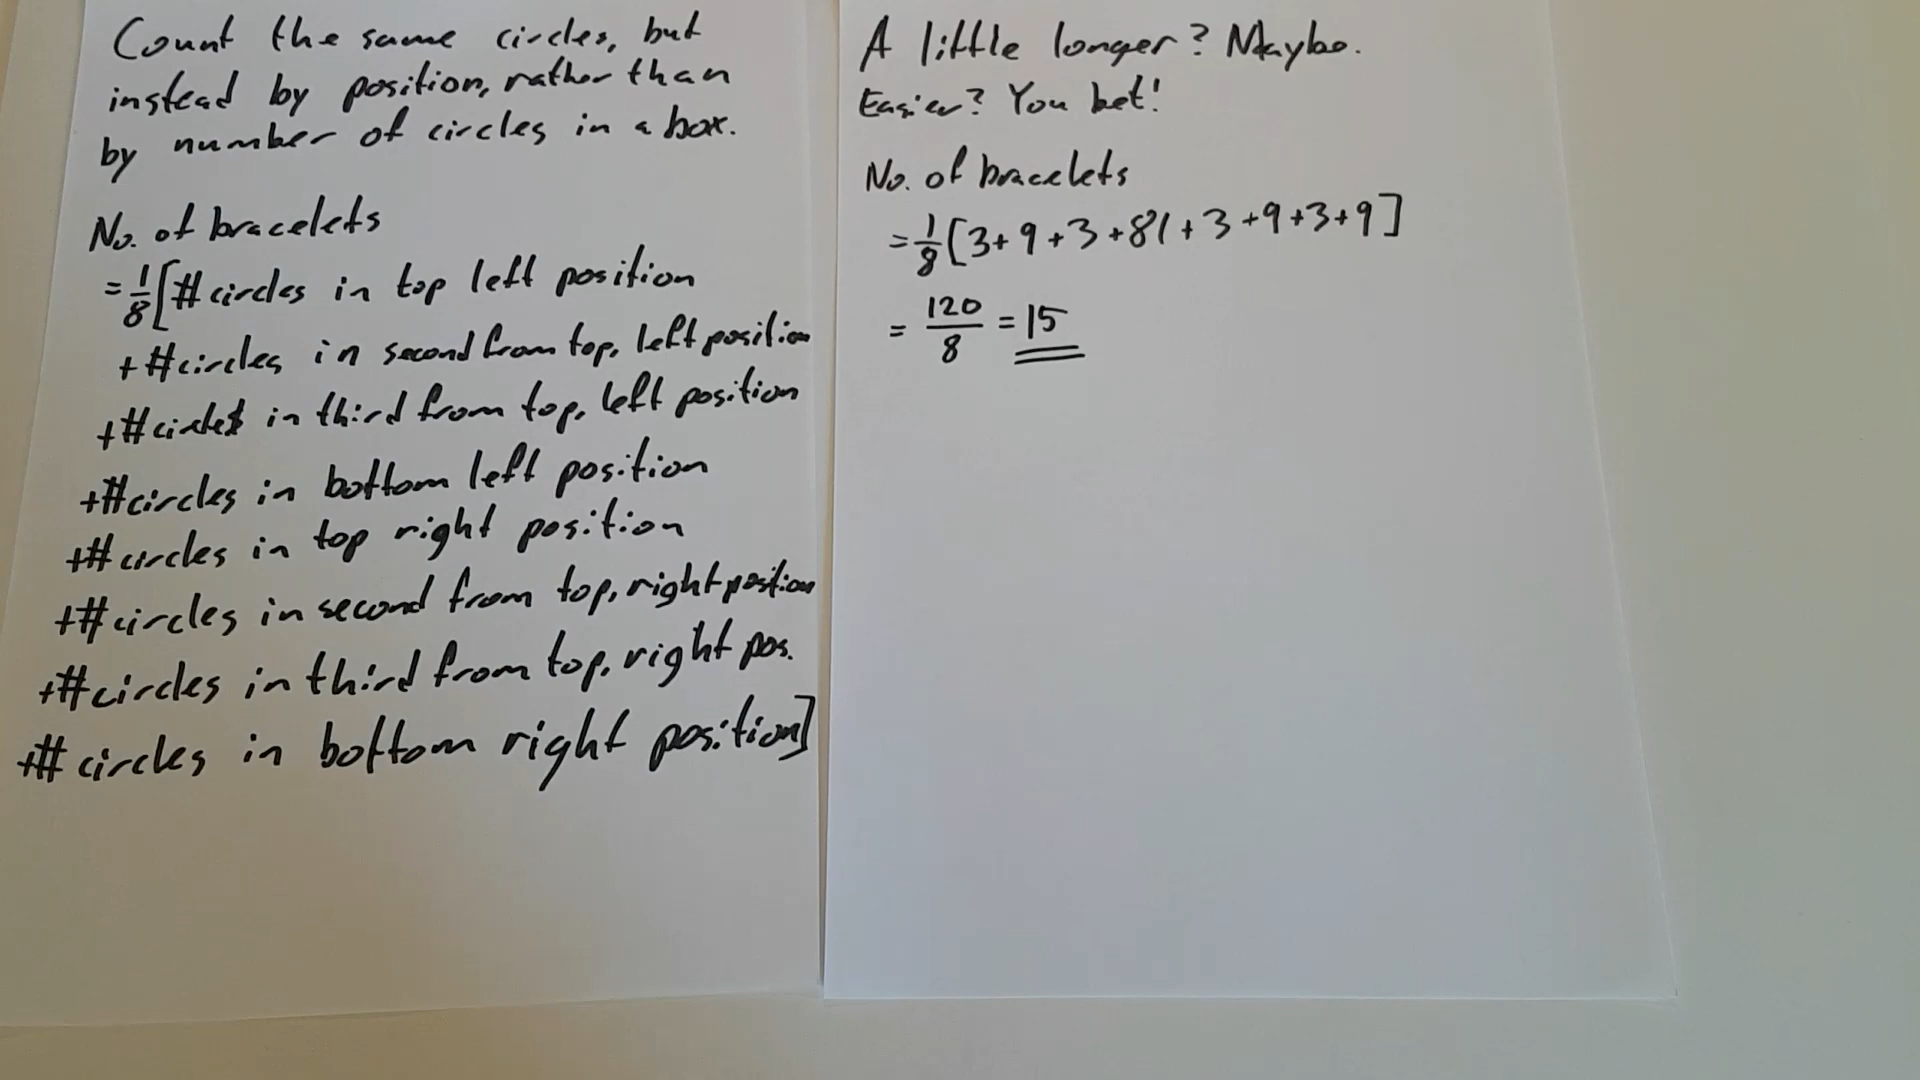 Count the same circles, but
instead by position, rather than
by number of circles in a box.
No. of bracelets
= 1/8 [# circles in top left position
+ # circles in second from top, left position
+ # circles in third from top, left position
+ # circles in bottom left position
+ # circles in top right position
+ # circles in second from top, right position
+ # circles in third from top, right pos.
+ # circles in bottom right position]
A little longer? Maybe.
Easier? You bet!
No. of bracelets
= 1/8 [3+9+3+81+3+9+3+9]
= 120/8 = 15